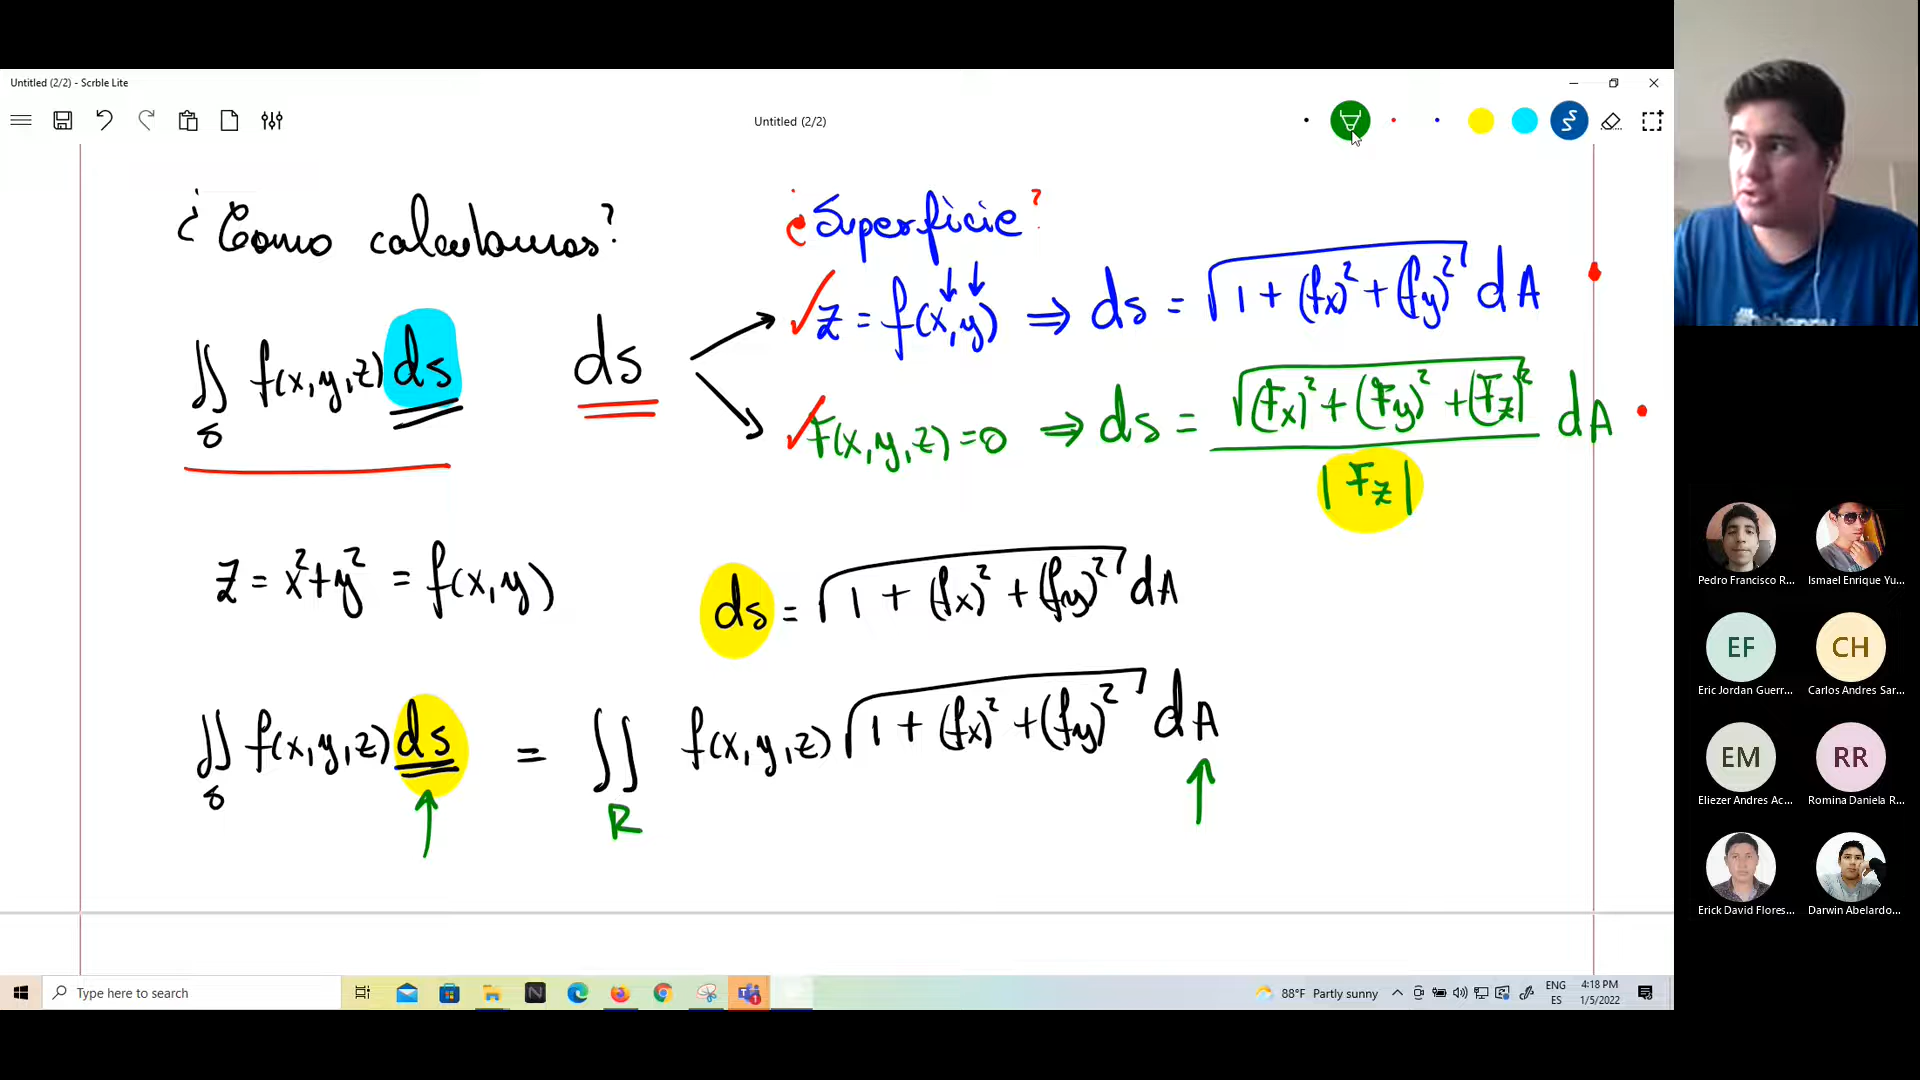 Untitled (2/2) - Scrble Lite
Untitled (2/2)
¿Como calculamos?
¿Superficie?
z = f(x,y) ⇒ ds = √(1 + (fx)² + (fy)²) dA
∬_S f(x,y,z) ds
ds
F(x,y,z)=0 ⇒ ds = √((Fx)² + (Fy)² + (Fz)²) / |Fz| dA
z = x²+y² = f(x,y)
ds = √(1 + (fx)² + (fy)²) dA
∬_S f(x,y,z) ds = ∬_R f(x,y,z) √(1 + (fx)² + (fy)²) dA
Pedro Francisco R...
Ismael Enrique Yu...
EF
CH
Eric Jordan Guerr...
Carlos Andres Sar...
EM
RR
Eliezer Andres Ac...
Romina Daniela R...
Erick David Flores...
Darwin Abelardo...
Type here to search
88°F Partly sunny
ENG
ES
4:18 PM
1/5/2022